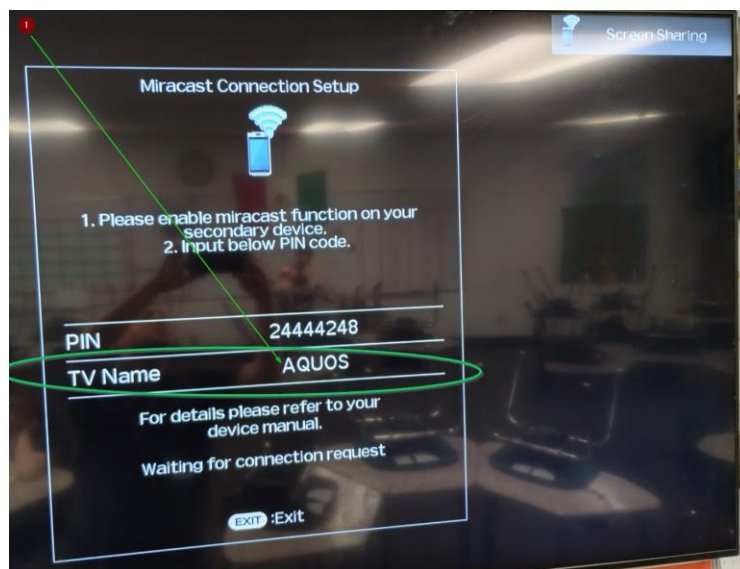 1
Screen Sharing
Miracast Connection Setup
1. Please enable miracast function on your
secondary device.
2. Input below PIN code.
PIN 24444248
TV Name AQUOS
For details please refer to your
device manual.
Waiting for connection request
EXIT :Exit